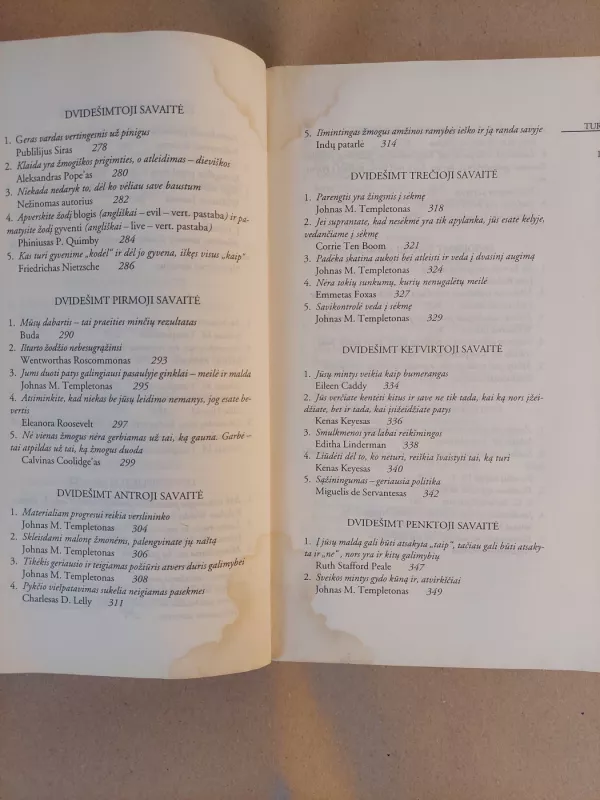 DVIDEŠIMTOJI SAVAITĖ
1. Geras vardas vertingesnis už pinigus
Publilijus Siras 278
2. Klaida yra žmogiškos prigimties, o atleidimas – dieviškos
Aleksandras Pope'as 280
3. Niekada nedaryk to, dėl ko vėliau save baustum
Nežinomas autorius 282
4. Apverskite žodį blogis (angliškai – evil – vert. pastaba) ir pa-
matysite žodį gyventi (angliškai – live – vert. pastaba)
Phiniusas P. Quimby 284
5. Kas turi gyvenime „kodėl“ ir dėl jo gyvena, iškęs visus „kaip“
Friedrichas Nietzsche 286
DVIDEŠIMT PIRMOJI SAVAITĖ
1. Mūsų dabartis – tai praeities minčių rezultatas
Buda 290
2. Ištarto žodžio nebesugrąžinsi
Wentworthas Roscommonas 293
3. Jums duoti patys galingiausi pasaulyje ginklai – meilė ir malda
Johnas M. Templetonas 295
4. Atsiminkite, kad niekas be jūsų leidimo nemanys, jog esate be-
vertis
Eleanora Roosevelt 297
5. Nė vienas žmogus nėra gerbiamas už tai, ką gauna. Garbė –
tai atpildas už tai, ką žmogus duoda
Calvinas Coolidge'as 299
DVIDEŠIMT ANTROJI SAVAITĖ
1. Materialiam progresui reikia verslininko
Johnas M. Templetonas 304
2. Skleisdami malonę žmonėms, palengvinate jų naštą
Johnas M. Templetonas 306
3. Tikėkis geriausio ir teigiamas požiūris atvers duris galimybei
Johnas M. Templetonas 308
4. Pykčio viešpatavimas sukelia neigiamas pasekmes
Charlesas D. Lelly 311
5. Išmintingas žmogus amžinos ramybės ieško ir ją randa savyje
Indų patarlė 314
DVIDEŠIMT TREČIOJI SAVAITĖ
1. Parengtis yra žingsnis į sėkmę
Johnas M. Templetonas 318
2. Jei suprantate, kad nesėkmė yra tik apylanka, jūs esate kelyje,
vedančiame į sėkmę
Corrie Ten Boom 321
3. Padėka skatina aukoti bei atleisti ir veda į dvasinį augimą
Johnas M. Templetonas 324
4. Nėra tokių sunkumų, kurių nenugalėtų meilė
Emmetas Foxas 327
5. Savikontrolė veda į sėkmę
Johnas M. Templetonas 329
DVIDEŠIMT KETVIRTOJI SAVAITĖ
1. Jūsų mintys veikia kaip bumerangas
Eileen Caddy 334
2. Jūs verčiate kentėti kitus ir save ne tik tada, kai ką nors įžei-
džiate, bet ir tada, kai įsižeidžiate patys
Kenas Keyesas 336
3. Smulkmenos yra labai reikšmingos
Editha Linderman 338
4. Liūdėti dėl to, ko neturi, reiškia švaistyti tai, ką turi
Kenas Keyesas 340
5. Sąžiningumas – geriausia politika
Miguelis de Servantesas 342
DVIDEŠIMT PENKTOJI SAVAITĖ
1. Į jūsų maldą gali būti atsakyta „taip“, tačiau gali būti atsaky-
ta ir „ne“, nors yra ir kitų galimybių
Ruth Stafford Peale 347
2. Sveikos mintys gydo kūną ir, atvirkščiai
Johnas M. Templetonas 349
TUR